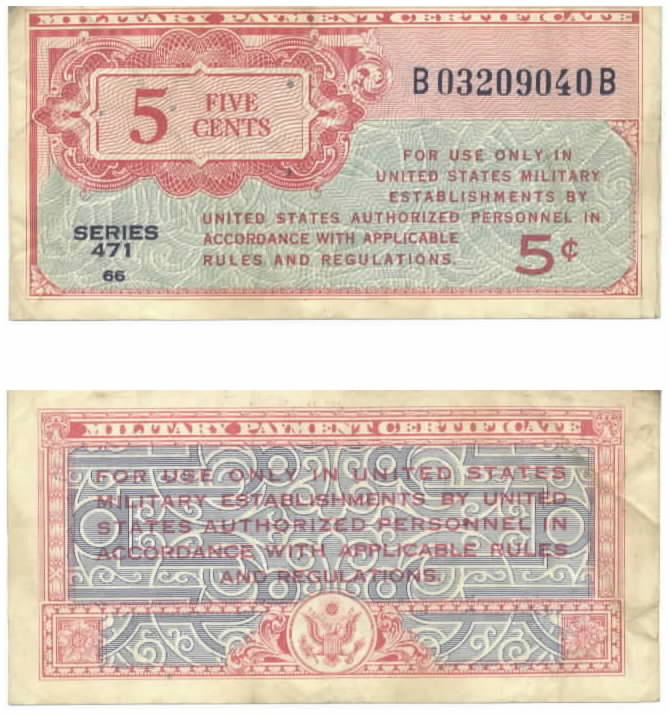 MILITARY PAYMENT CERTIFICATE
5 FIVE CENTS
B03209040B
FOR USE ONLY IN
UNITED STATES MILITARY
ESTABLISHMENTS BY
UNITED STATES AUTHORIZED PERSONNEL IN
ACCORDANCE WITH APPLICABLE
RULES AND REGULATIONS.
5¢
SERIES
471
66
MILITARY PAYMENT CERTIFICATE
FOR USE ONLY IN UNITED STATES
MILITARY ESTABLISHMENTS BY UNITED
STATES AUTHORIZED PERSONNEL IN
ACCORDANCE WITH APPLICABLE RULES
AND REGULATIONS.